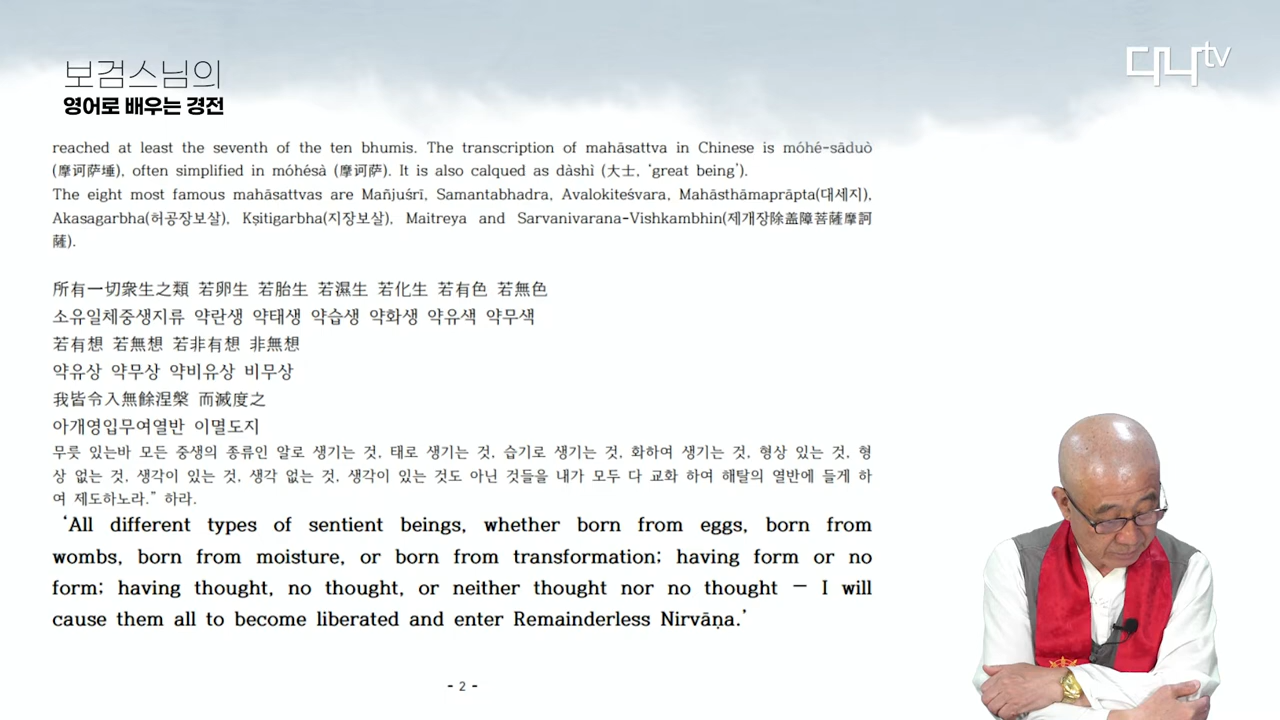 보검스님의
영어로 배우는 경전
다나tv
reached at least the seventh of the ten bhumis. The transcription of mahāsattva in Chinese is móhé-sāduò
(摩诃萨埵), often simplified in móhésà (摩诃萨). It is also calqued as dàshì (大士, ‘great being’).
The eight most famous mahāsattvas are Mañjuśrī, Samantabhadra, Avalokiteśvara, Mahāsthāmaprāpta(대세지),
Akasagarbha(허공장보살), Kṣitigarbha(지장보살), Maitreya and Sarvanivarana-Vishkambhin(제개장除盖障菩薩摩訶
薩).
所有一切衆生之類 若卵生 若胎生 若濕生 若化生 若有色 若無色
소유일체중생지류 약란생 약태생 약습생 약화생 약유색 약무색
若有想 若無想 若非有想 非無想
약유상 약무상 약비유상 비무상
我皆令入無餘涅槃 而滅度之
아개영입무여열반 이멸도지
무릇 있는바 모든 중생의 종류인 알로 생기는 것, 태로 생기는 것, 습기로 생기는 것, 화하여 생기는 것, 형상 있는 것, 형
상 없는 것, 생각이 있는 것, 생각 없는 것, 생각이 있는 것도 아닌 것들을 내가 모두 다 교화 하여 해탈의 열반에 들게 하
여 제도하노라.” 하라.
‘All different types of sentient beings, whether born from eggs, born from
wombs, born from moisture, or born from transformation; having form or no
form; having thought, no thought, or neither thought nor no thought – I will
cause them all to become liberated and enter Remainderless Nirvāṇa.’
- 2 -